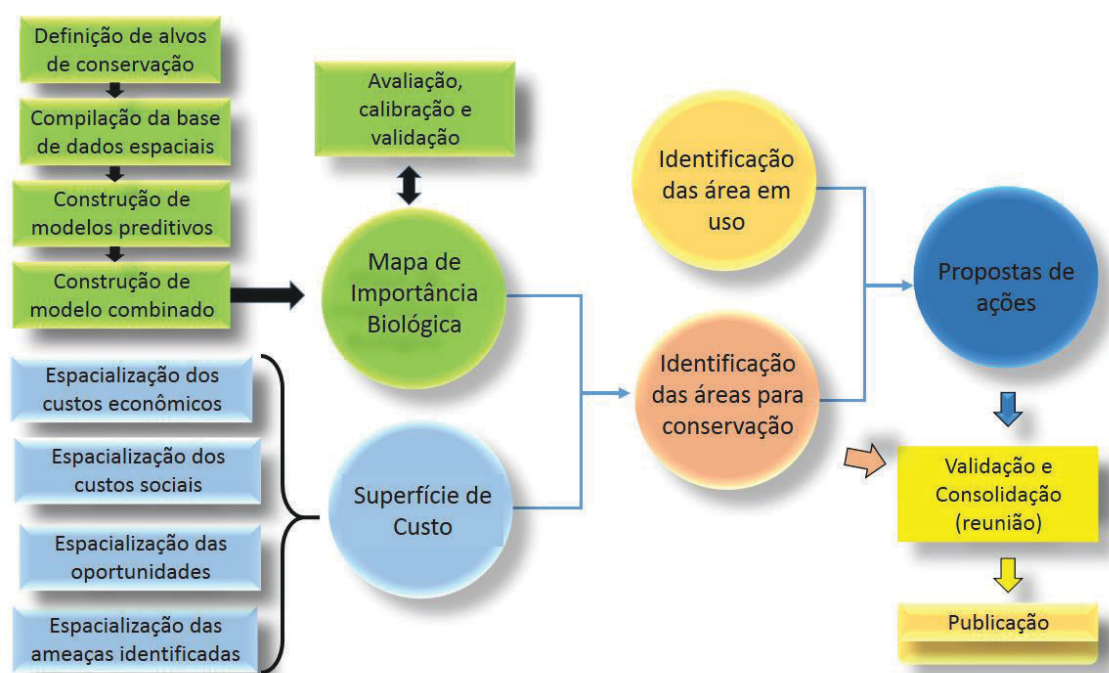 Definição de alvos
de conservação
Compilação da base
de dados espaciais
Construção de
modelos preditivos
Construção de
modelo combinado
Avaliação,
calibração e
validação
Mapa de
Importância
Biológica
Espacialização dos
custos econômicos
Espacialização dos
custos sociais
Espacialização das
oportunidades
Espacialização das
ameaças identificadas
Superfície de
Custo
Identificação
das área em
uso
Identificação
das áreas para
conservação
Propostas de
ações
Validação e
Consolidação
(reunião)
Publicação